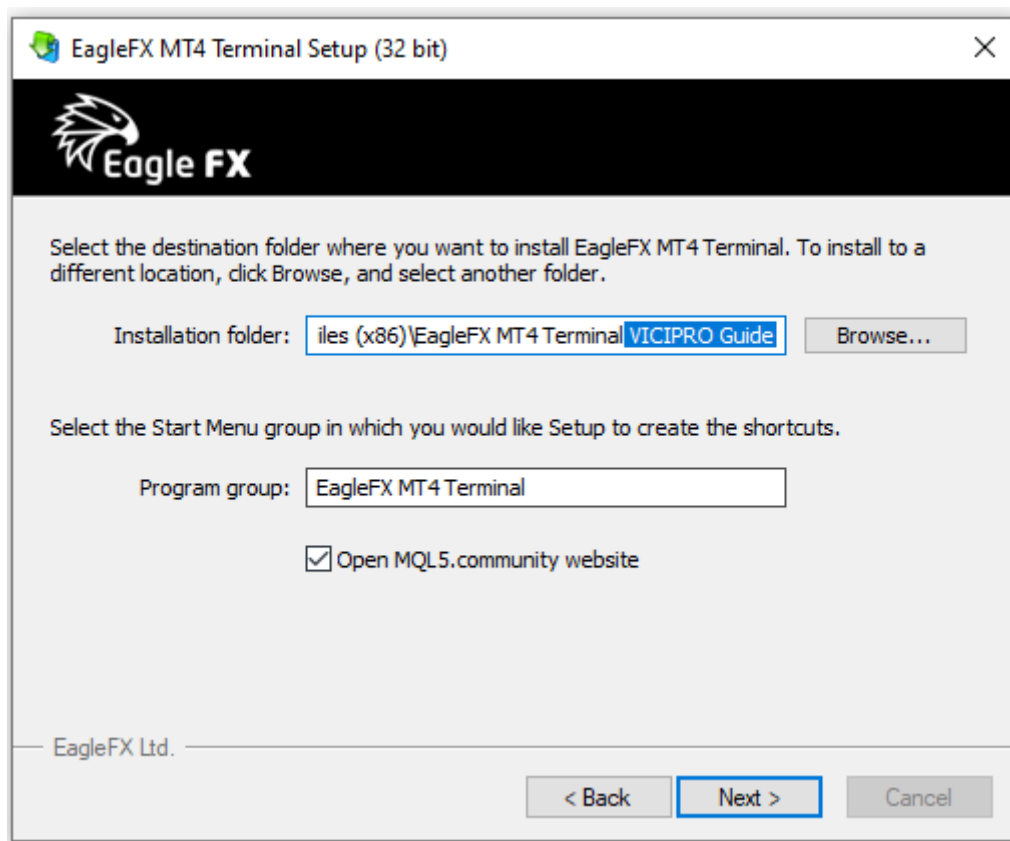 EagleFX MT4 Terminal Setup (32 bit)
Eagle FX
Select the destination folder where you want to install EagleFX MT4 Terminal. To install to a
different location, click Browse, and select another folder.
Installation folder: iles (x86)\EagleFX MT4 Terminal VICIPRO Guide Browse...
Select the Start Menu group in which you would like Setup to create the shortcuts.
Program group: EagleFX MT4 Terminal
Open MQL5.community website
EagleFX Ltd.
< Back Next > Cancel